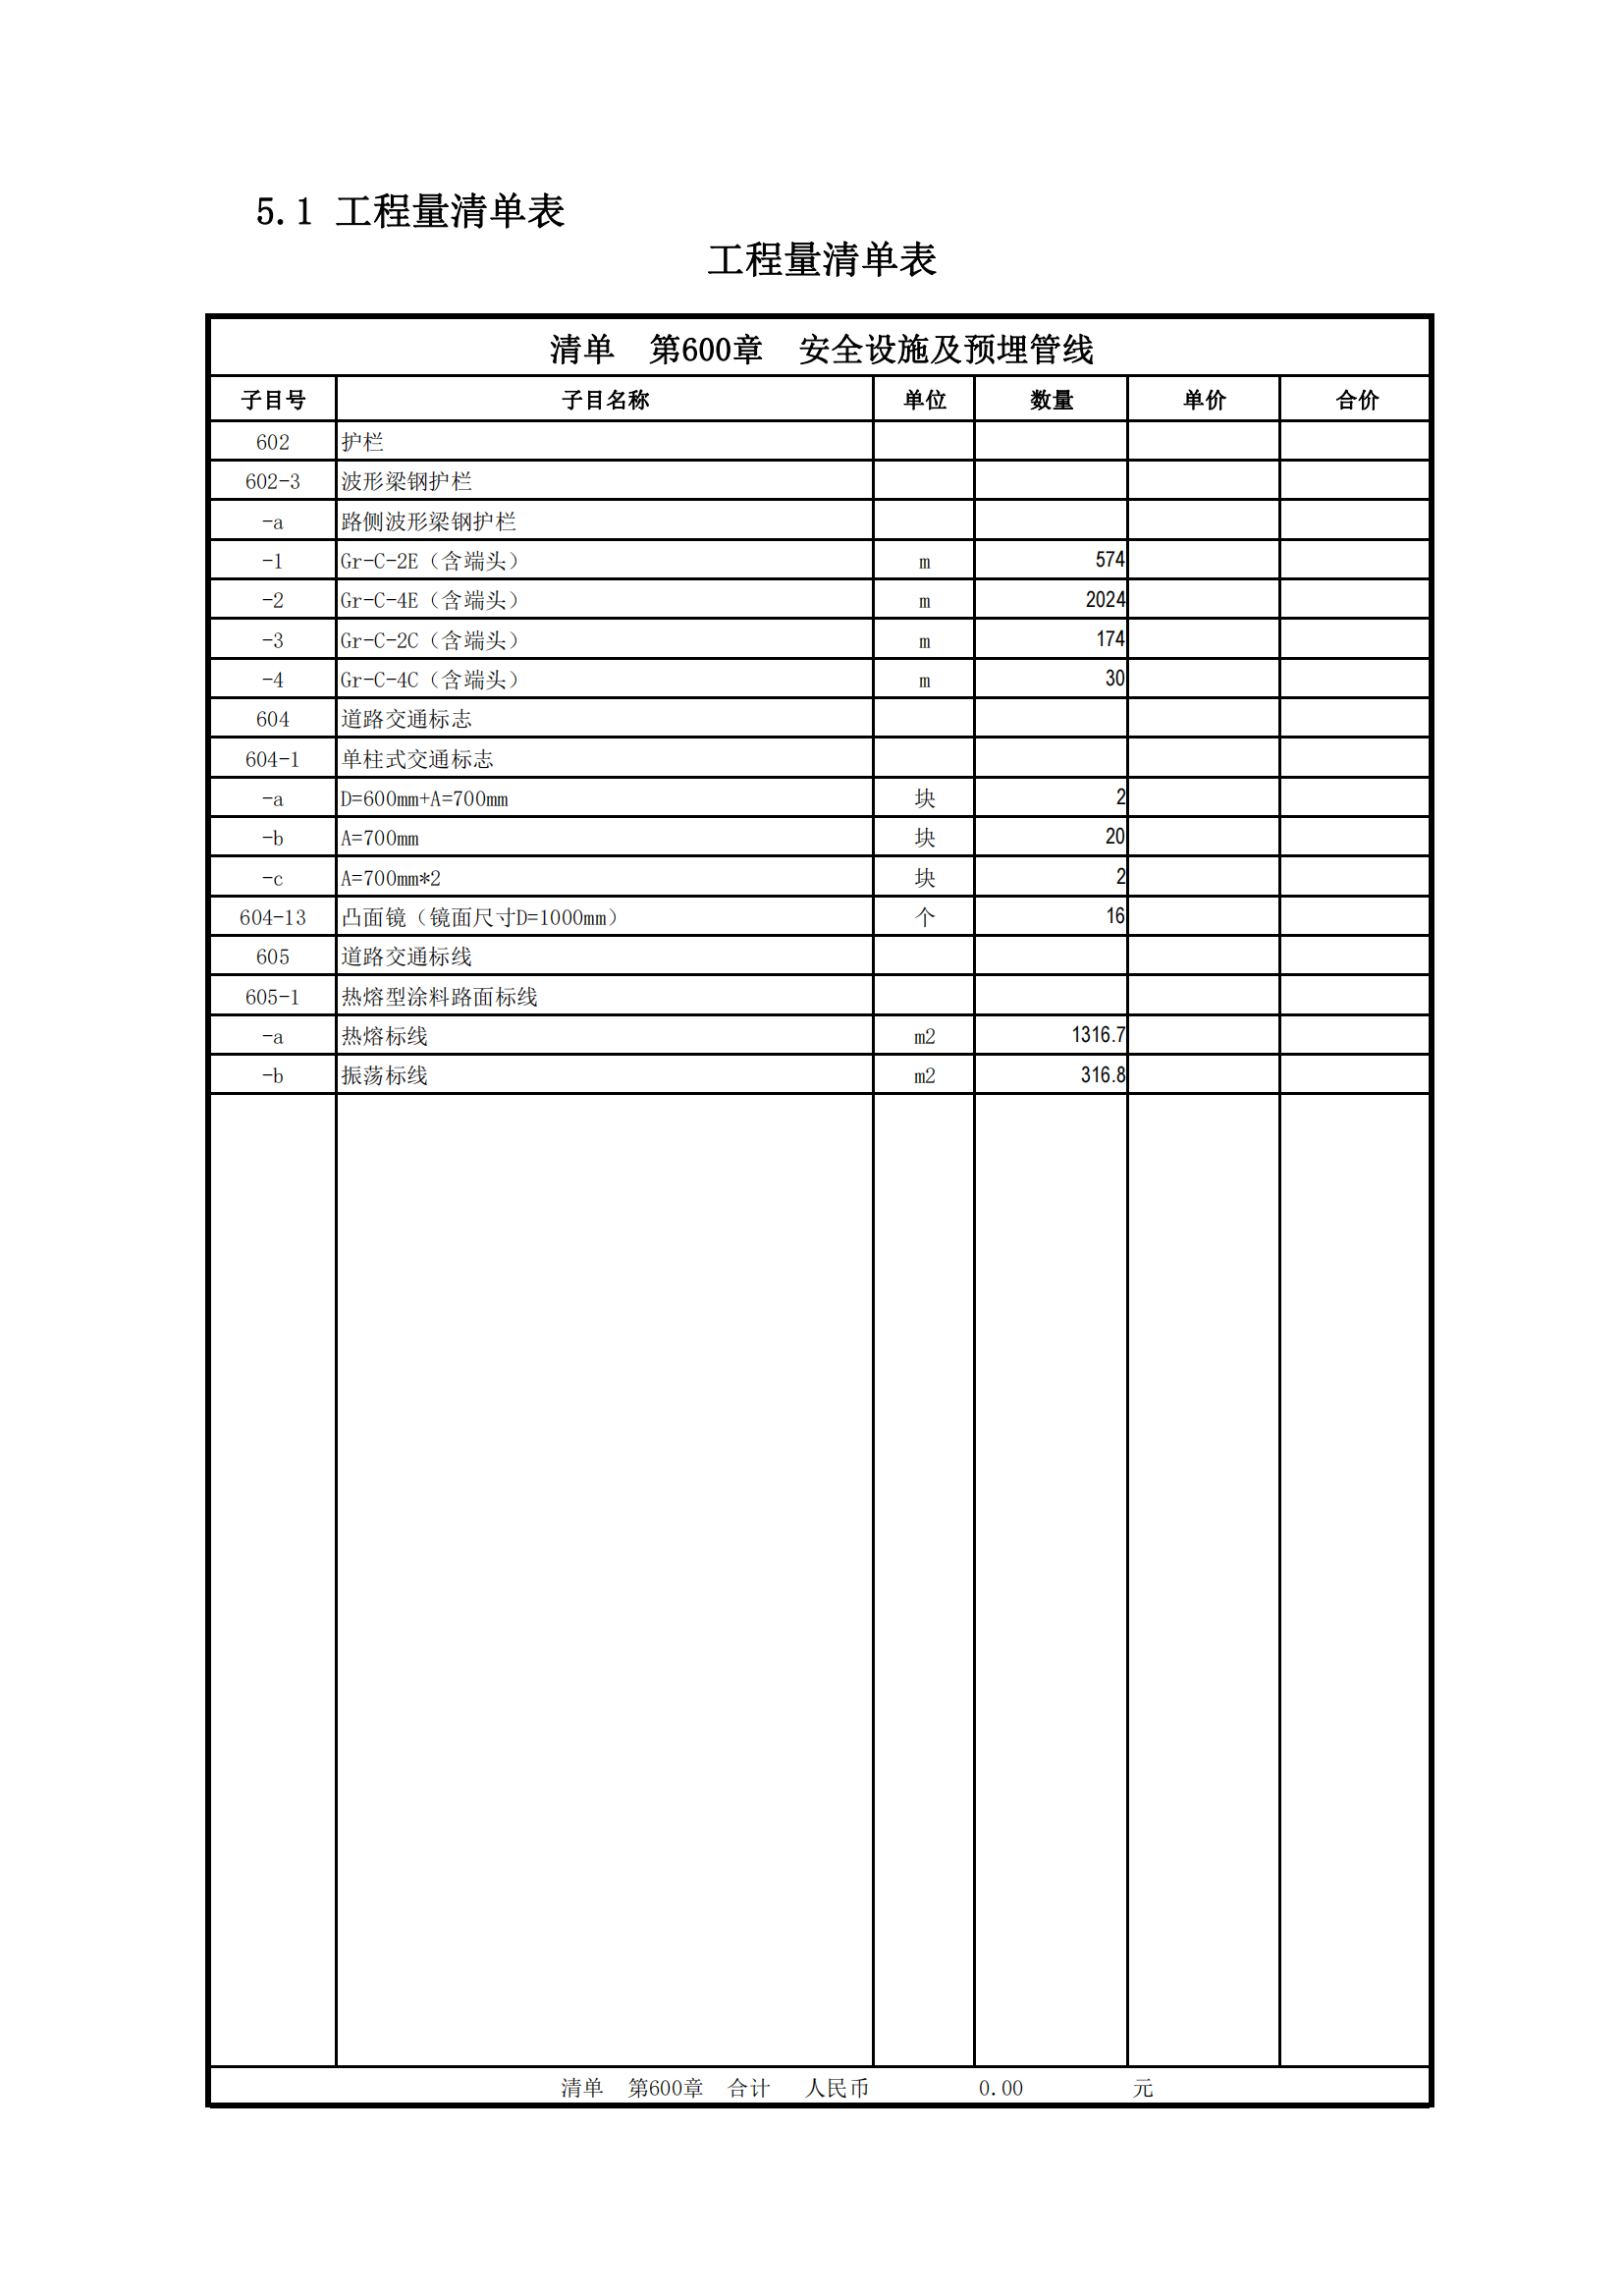 5.1 工程量清单表
工程量清单表
清单 第600章 安全设施及预埋管线
子目号 子目名称 单位 数量 单价 合价
602 护栏
602-3 波形梁钢护栏
-a 路侧波形梁钢护栏
-1 Gr-C-2E（含端头） m 574
-2 Gr-C-4E（含端头） m 2024
-3 Gr-C-2C（含端头） m 174
-4 Gr-C-4C（含端头） m 30
604 道路交通标志
604-1 单柱式交通标志
-a D=600mm+A=700mm 块 2
-b A=700mm 块 20
-c A=700mm*2 块 2
604-13 凸面镜（镜面尺寸D=1000mm） 个 16
605 道路交通标线
605-1 热熔型涂料路面标线
-a 热熔标线 m2 1316.7
-b 振荡标线 m2 316.8
清单 第600章 合计 人民币 0.00 元